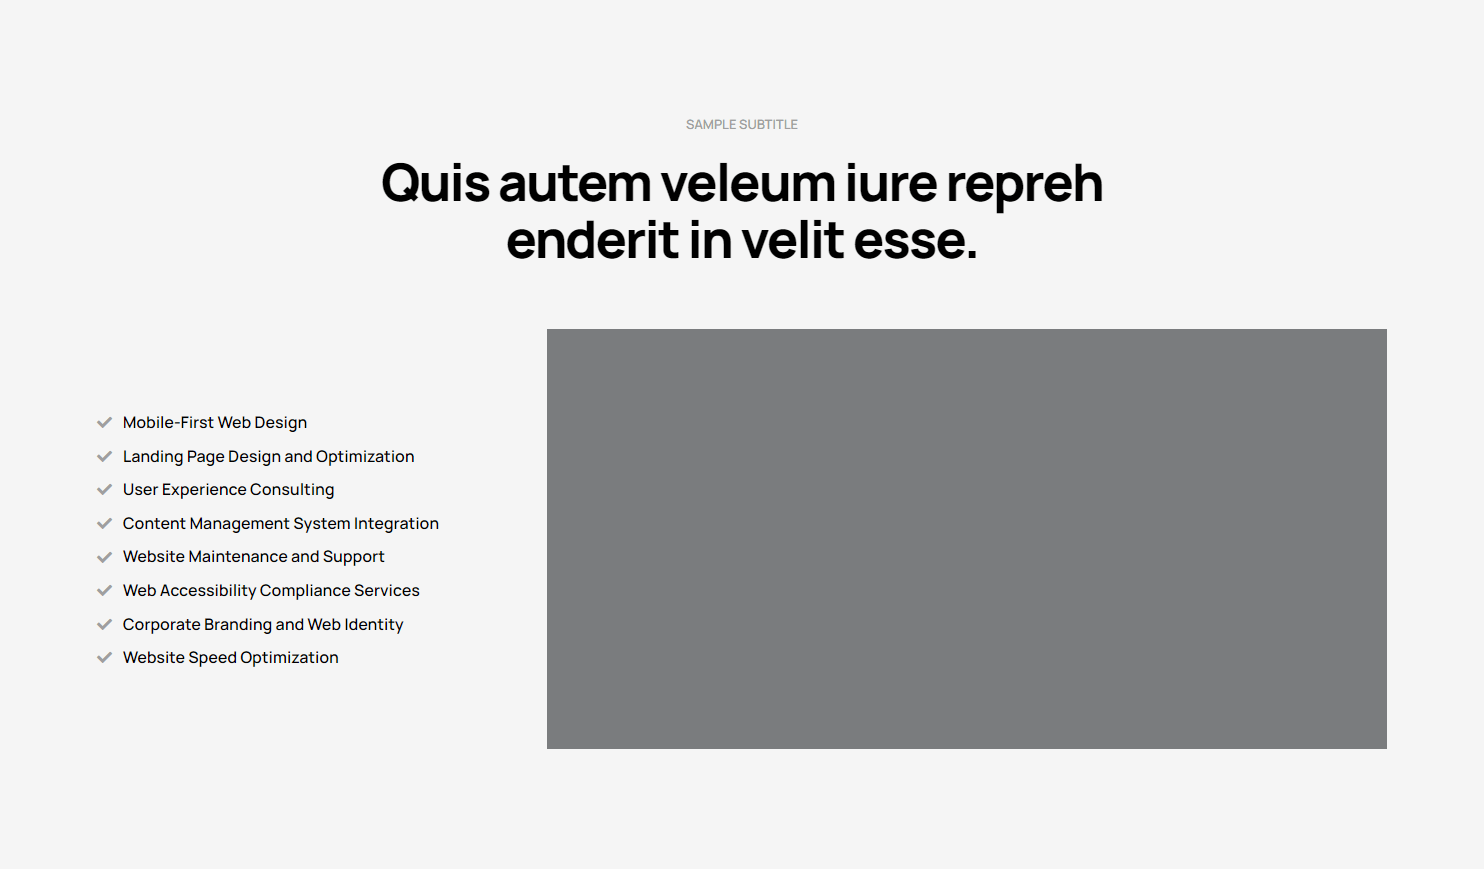 SAMPLE SUBTITLE
Quis autem veleum iure repreh
enderit in velit esse.
Mobile-First Web Design
Landing Page Design and Optimization
User Experience Consulting
Content Management System Integration
Website Maintenance and Support
Web Accessibility Compliance Services
Corporate Branding and Web Identity
Website Speed Optimization